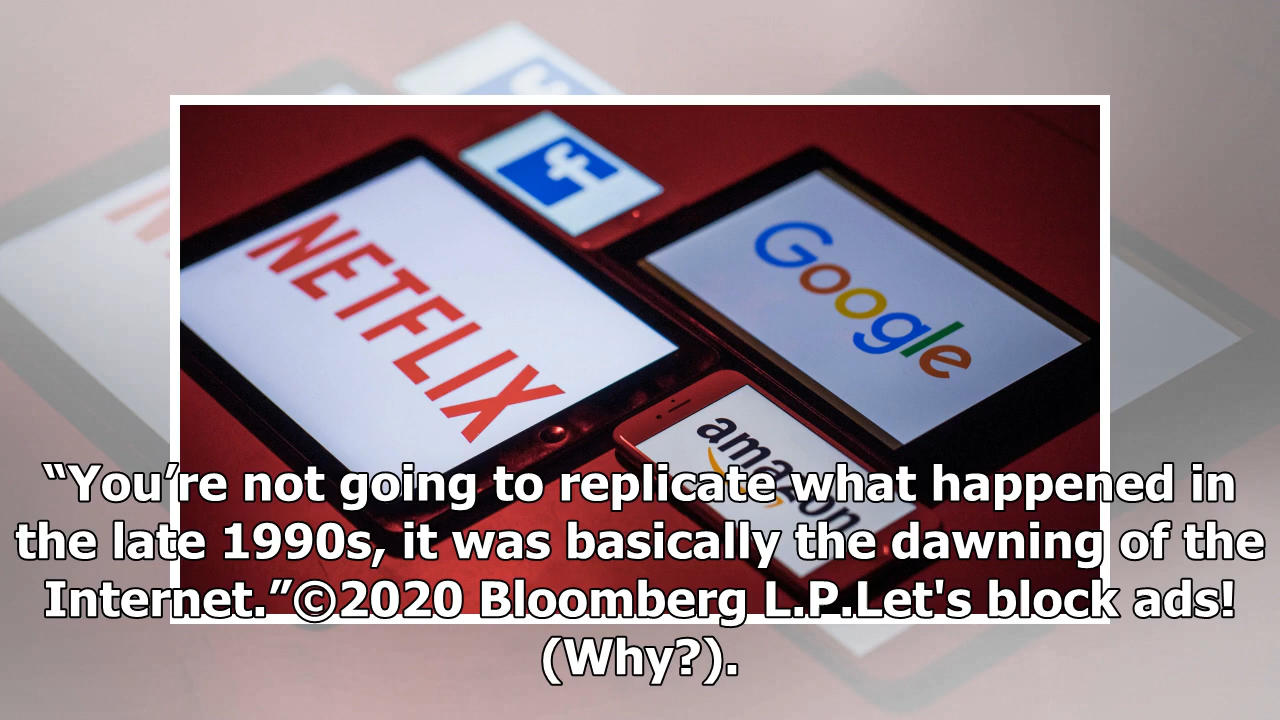 NETFLIX
f
Google
amazon
“You’re not going to replicate what happened in
the late 1990s, it was basically the dawning of the
Internet.”©2020 Bloomberg L.P.Let's block ads!
(Why?).